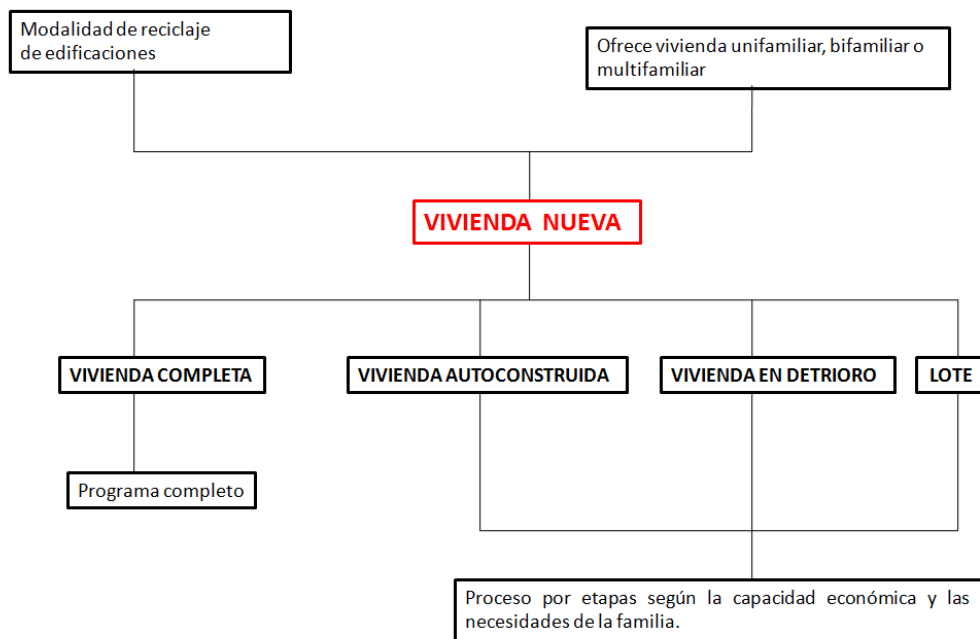 Modalidad de reciclaje
de edificaciones
Ofrece vivienda unifamiliar, bifamiliar o
multifamiliar
VIVIENDA NUEVA
VIVIENDA COMPLETA
VIVIENDA AUTOCONSTRUIDA
VIVIENDA EN DETRIORO
LOTE
Programa completo
Proceso por etapas según la capacidad económica y las
necesidades de la familia.